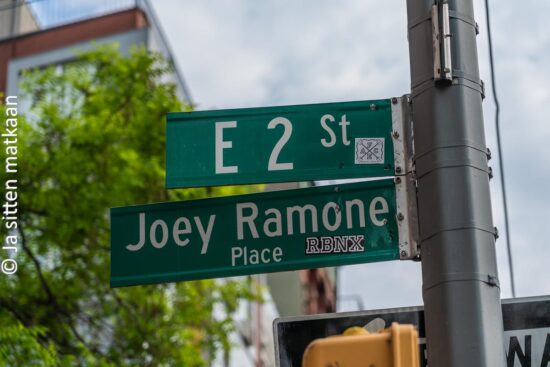 E 2 St
Joey Ramone
Place RBNX
© Ja sitten matkaan